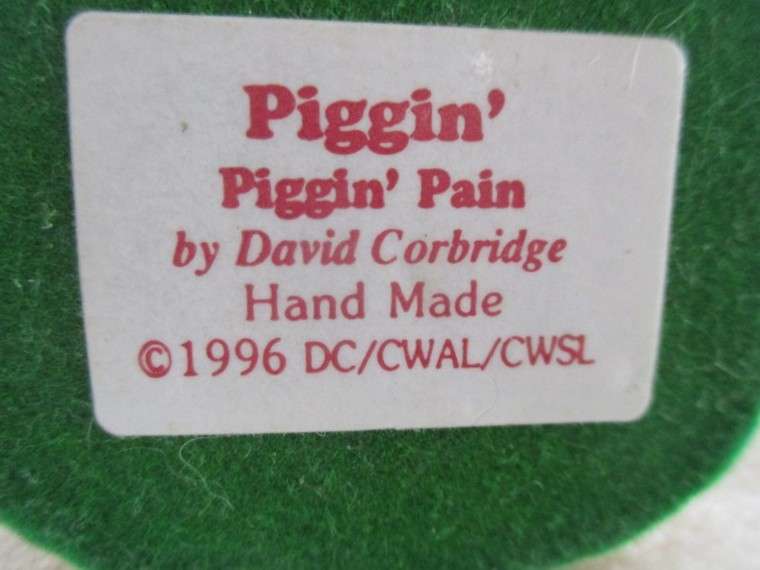 Piggin'
Piggin' Pain
by David Corbridge
Hand Made
©1996 DC/CWAL/CWSL